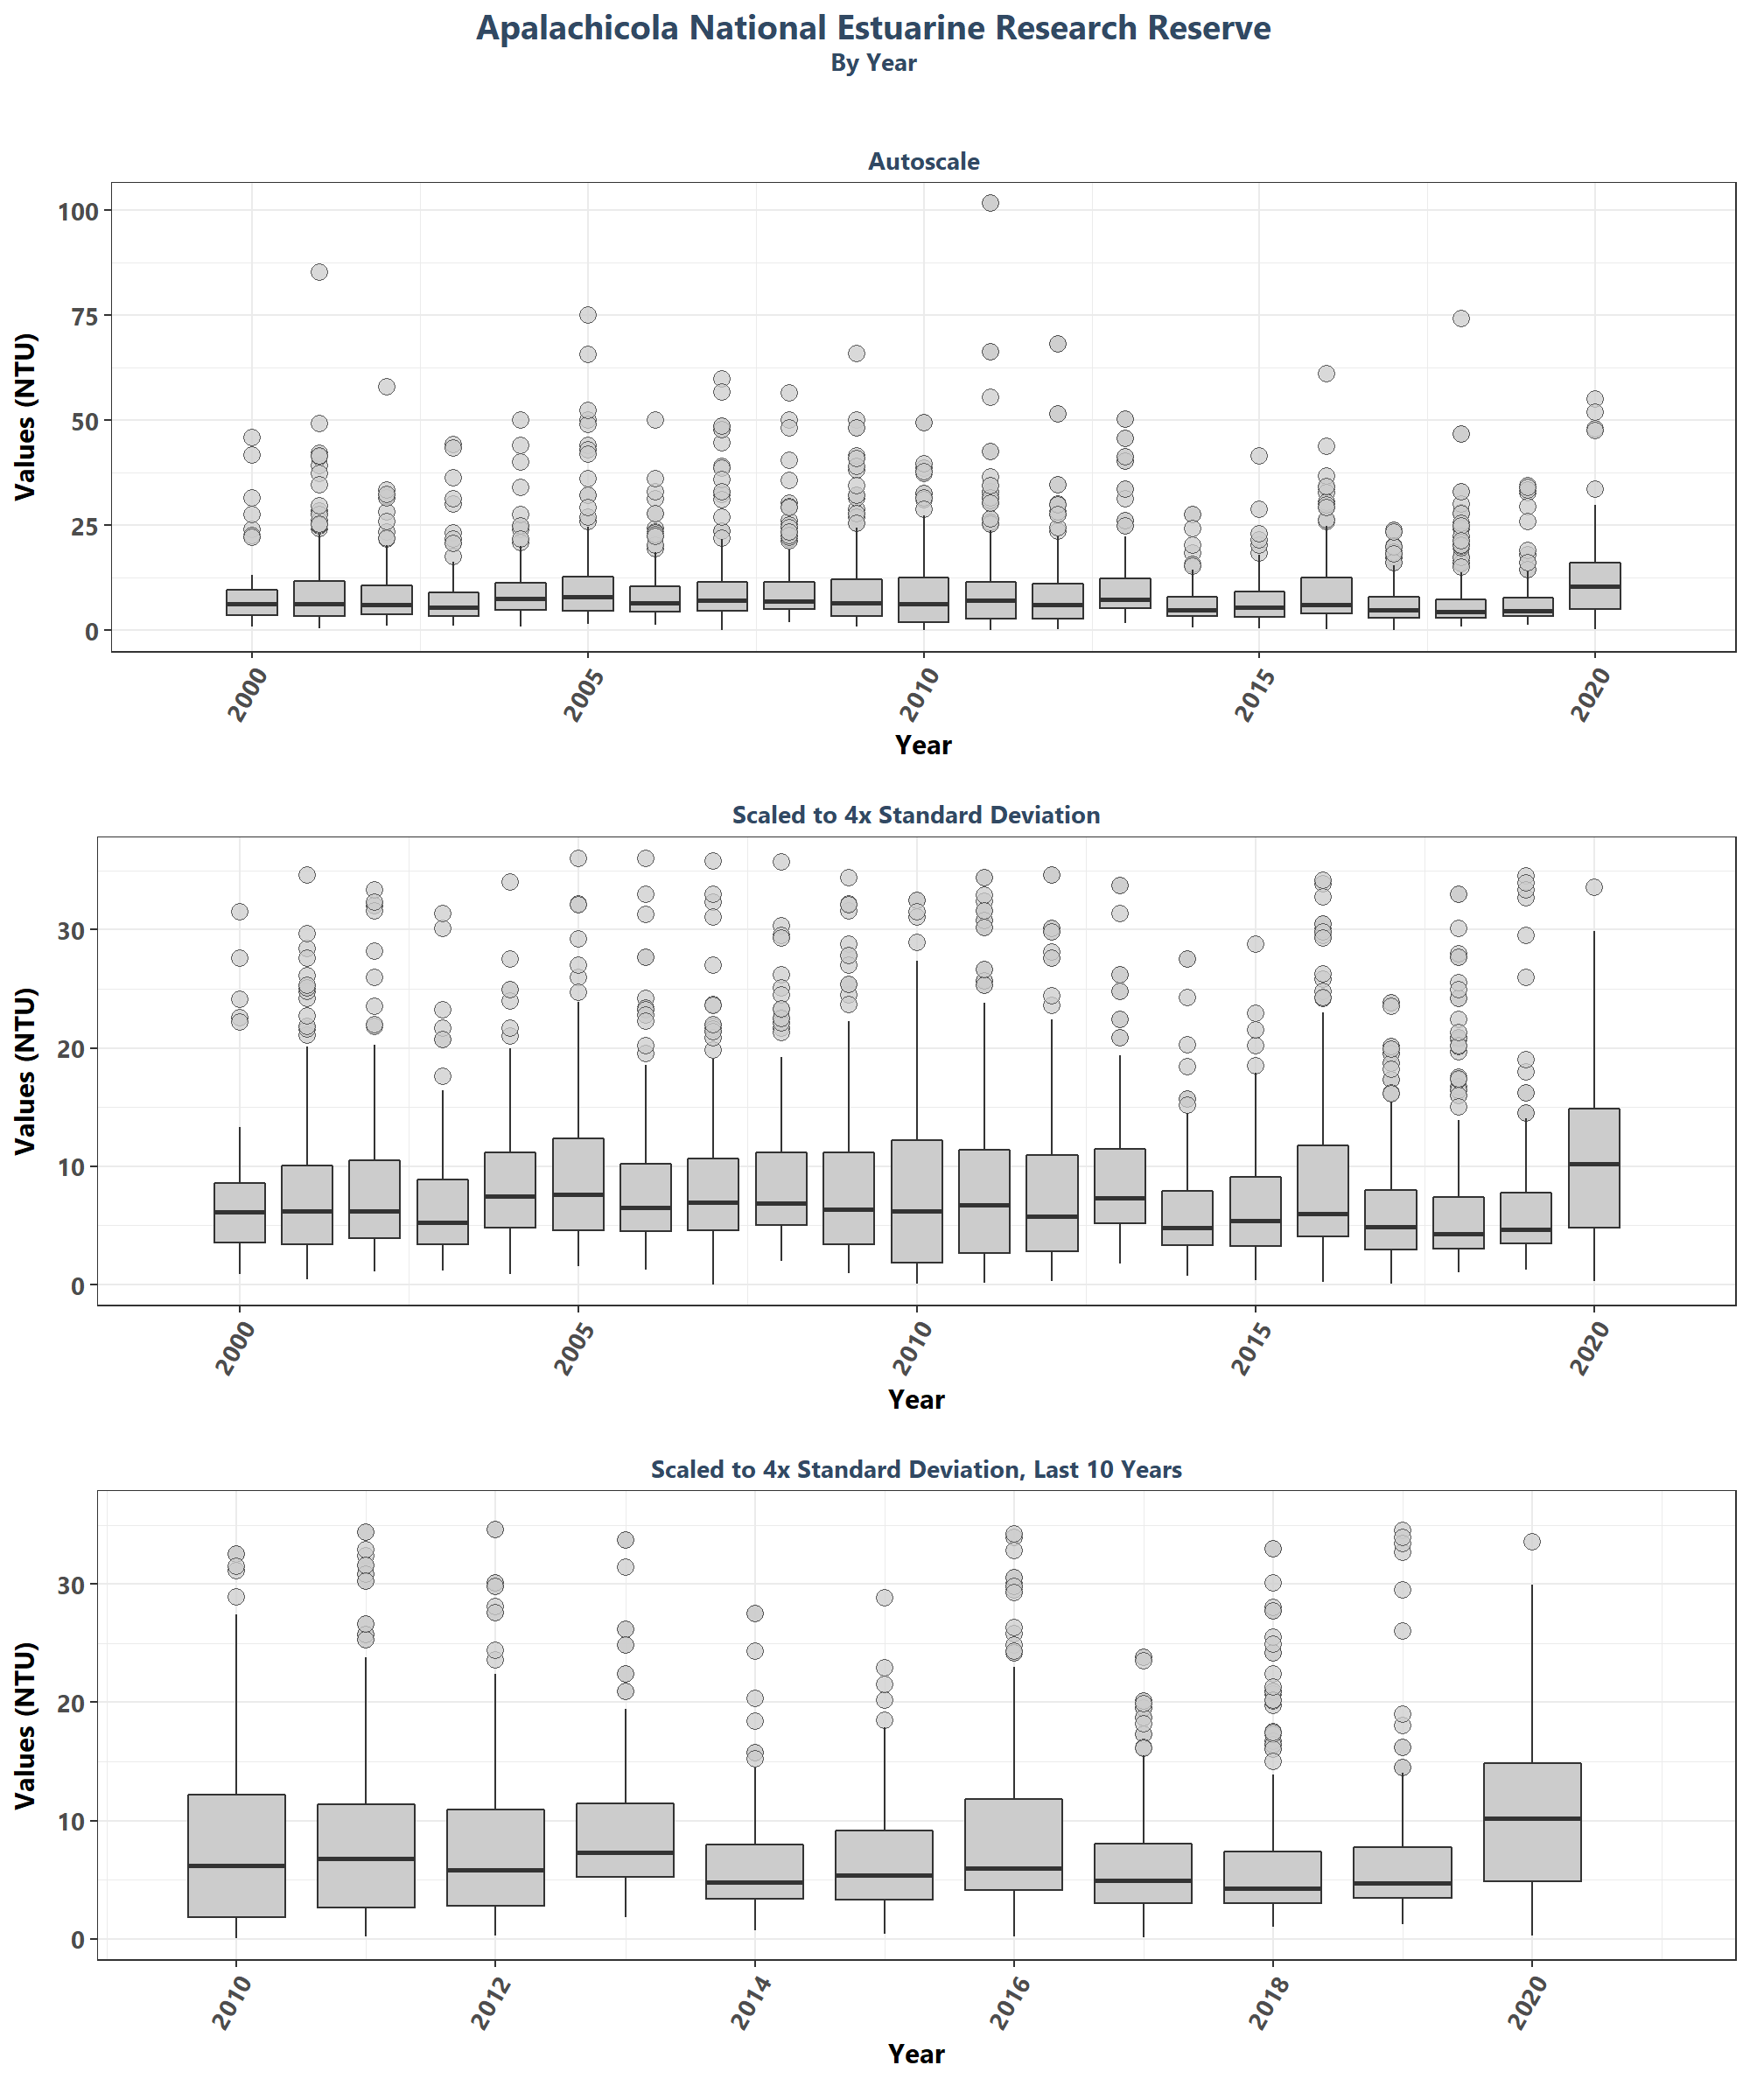 Apalachicola National Estuarine Research Reserve
By Year
Autoscale
Values (NTU)
100
75
50
25
0
2000
2005
2010
2015
2020
Year
Scaled to 4x Standard Deviation
Values (NTU)
30
20
10
0
2000
2005
2010
2015
2020
Year
Scaled to 4x Standard Deviation, Last 10 Years
Values (NTU)
30
20
10
0
2010
2012
2014
2016
2018
2020
Year